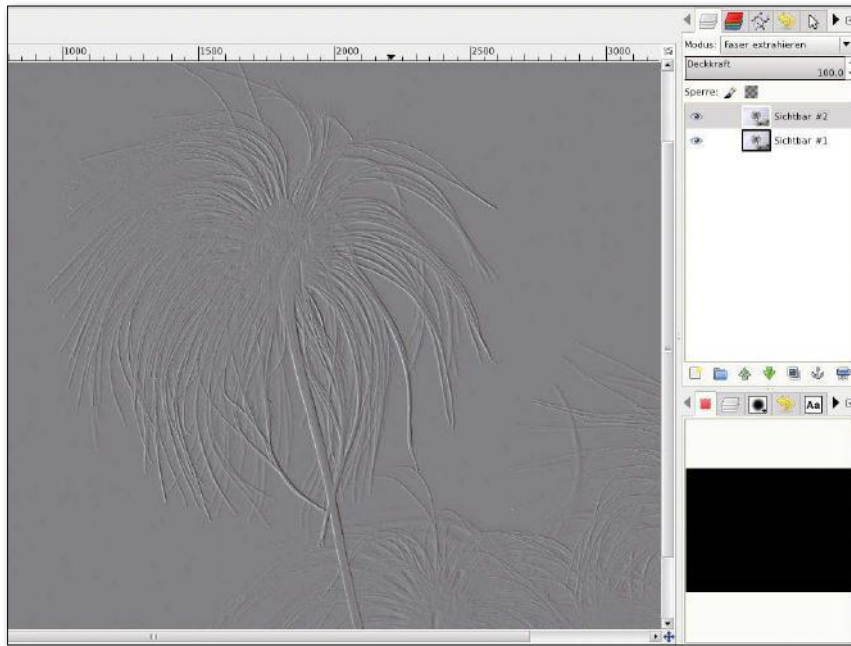 1000 1500 2000 2500 3000
Modus: Faser extrahieren
Deckkraft
100.0
Sperre:
Sichtbar #2
Sichtbar #1
Aa